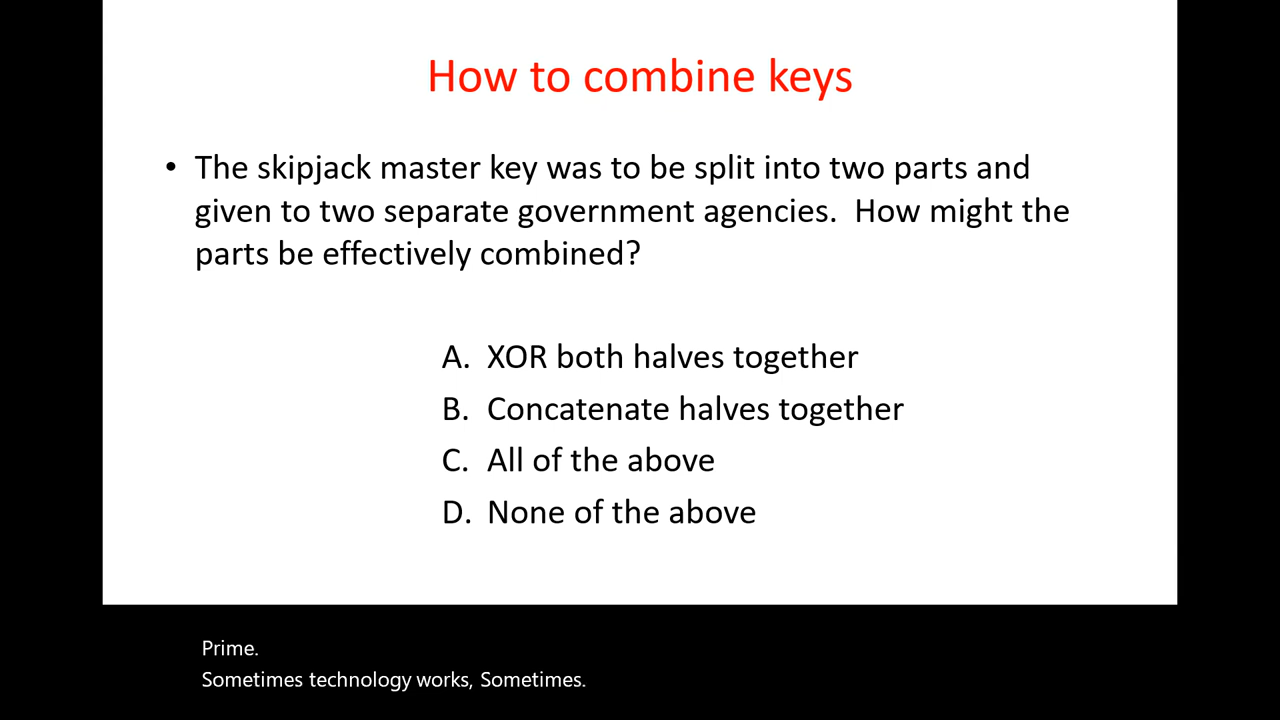 How to combine keys
• The skipjack master key was to be split into two parts and
given to two separate government agencies.  How might the
parts be effectively combined?
A. XOR both halves together
B. Concatenate halves together
C. All of the above
D. None of the above
Prime.
Sometimes technology works, Sometimes.